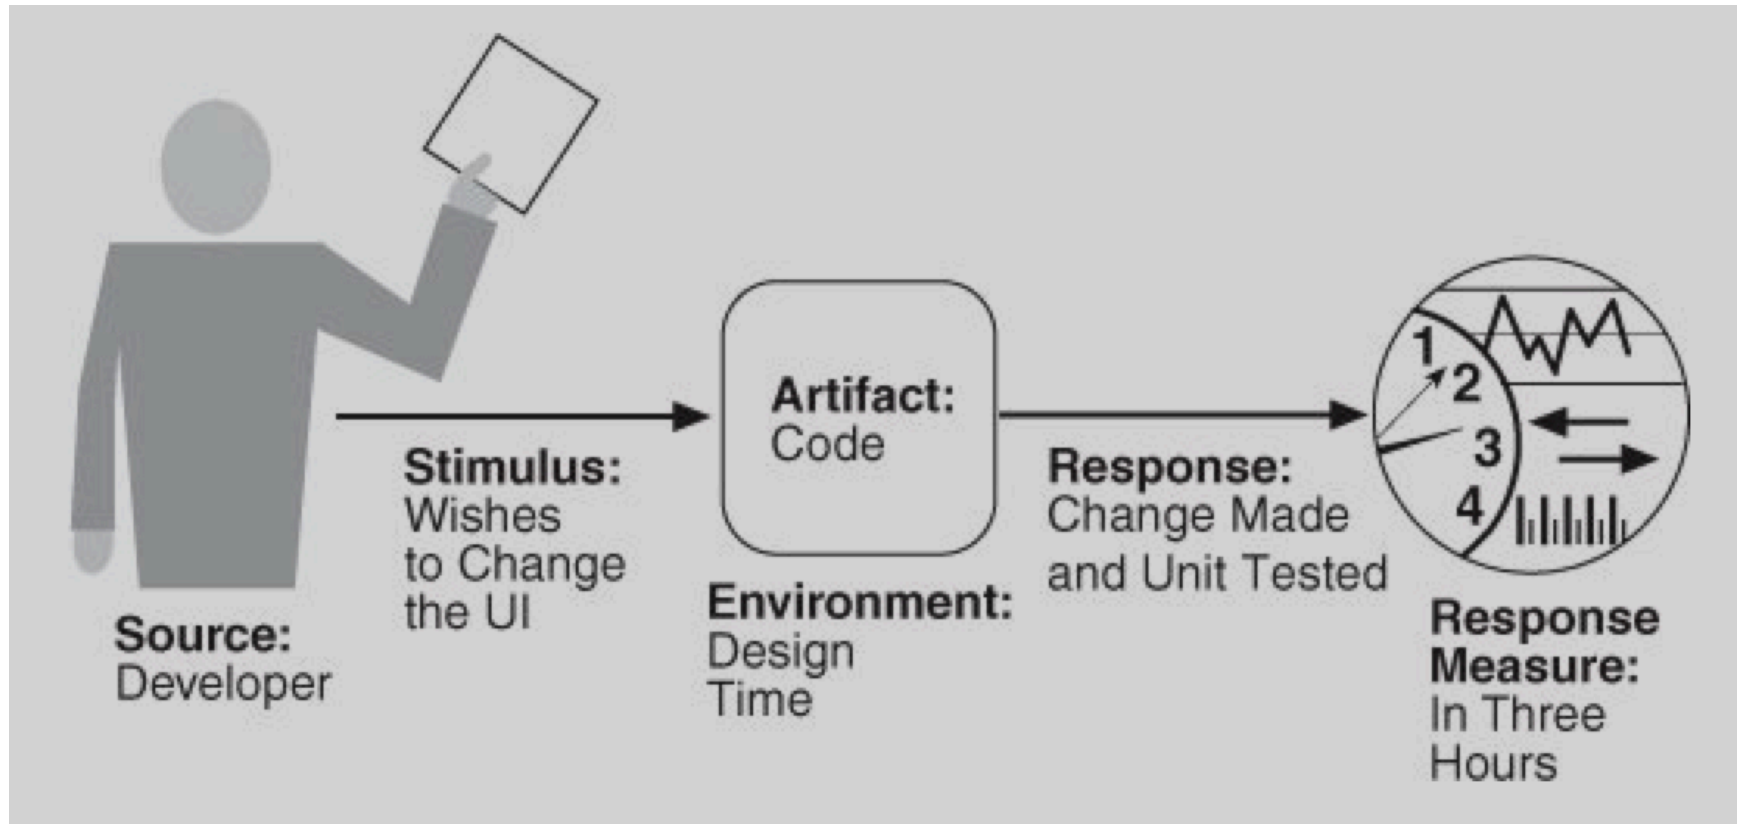 Source:
Developer
Stimulus:
Wishes
to Change
the UI
Artifact:
Code
Environment:
Design
Time
Response:
Change Made
and Unit Tested
1
2
3
4
Response
Measure:
In Three
Hours